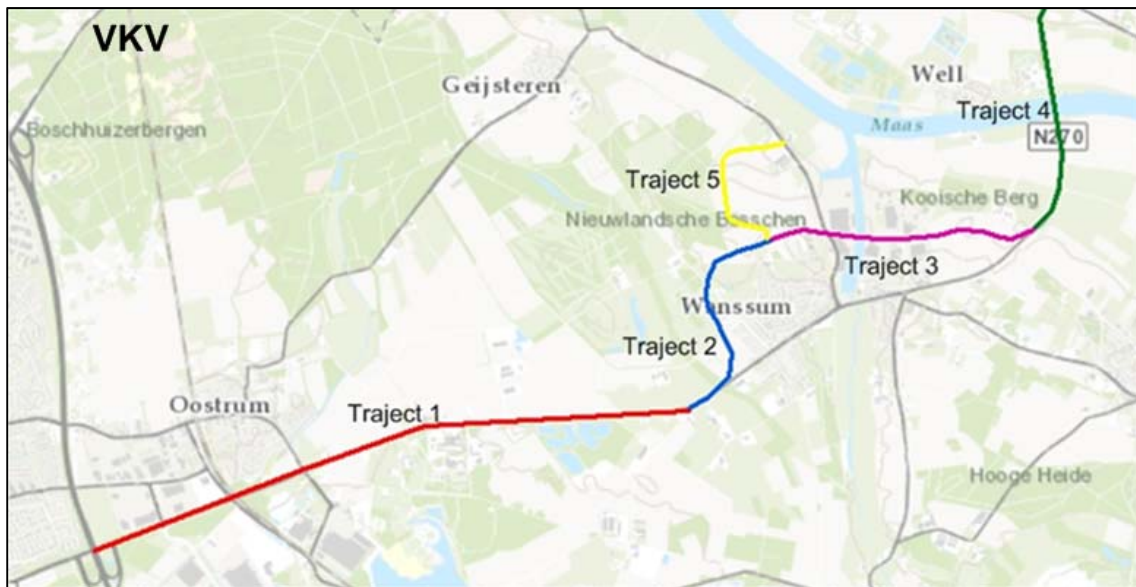 VKV
Well
Geijsteren
Traject 4
Maas
Boschhuizerbergen
N270
Traject 5
Kooische Berg
Nieuwlandsche Bosschen
Traject 3
Wanssum
Traject 2
Oostrum
Traject 1
Hooge Heide